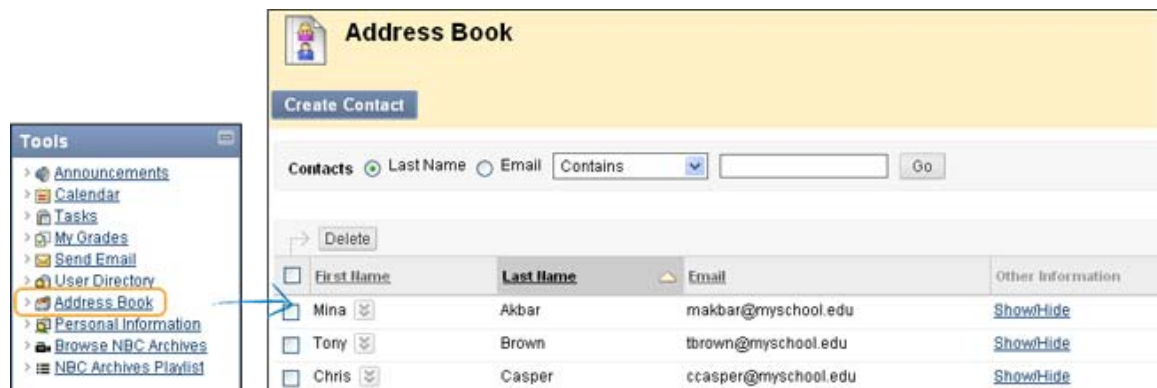 Address Book
Create Contact
Contacts Last Name Email Contains Go
Delete
First Name Last Name Email Other Information
Mina Akbar makbar@myschool.edu Show/Hide
Tony Brown tbrown@myschool.edu Show/Hide
Chris Casper ccasper@myschool.edu Show/Hide
Tools
Announcements
Calendar
Tasks
My Grades
Send Email
User Directory
Address Book
Personal Information
Browse NBC Archives
NBC Archives Playlist